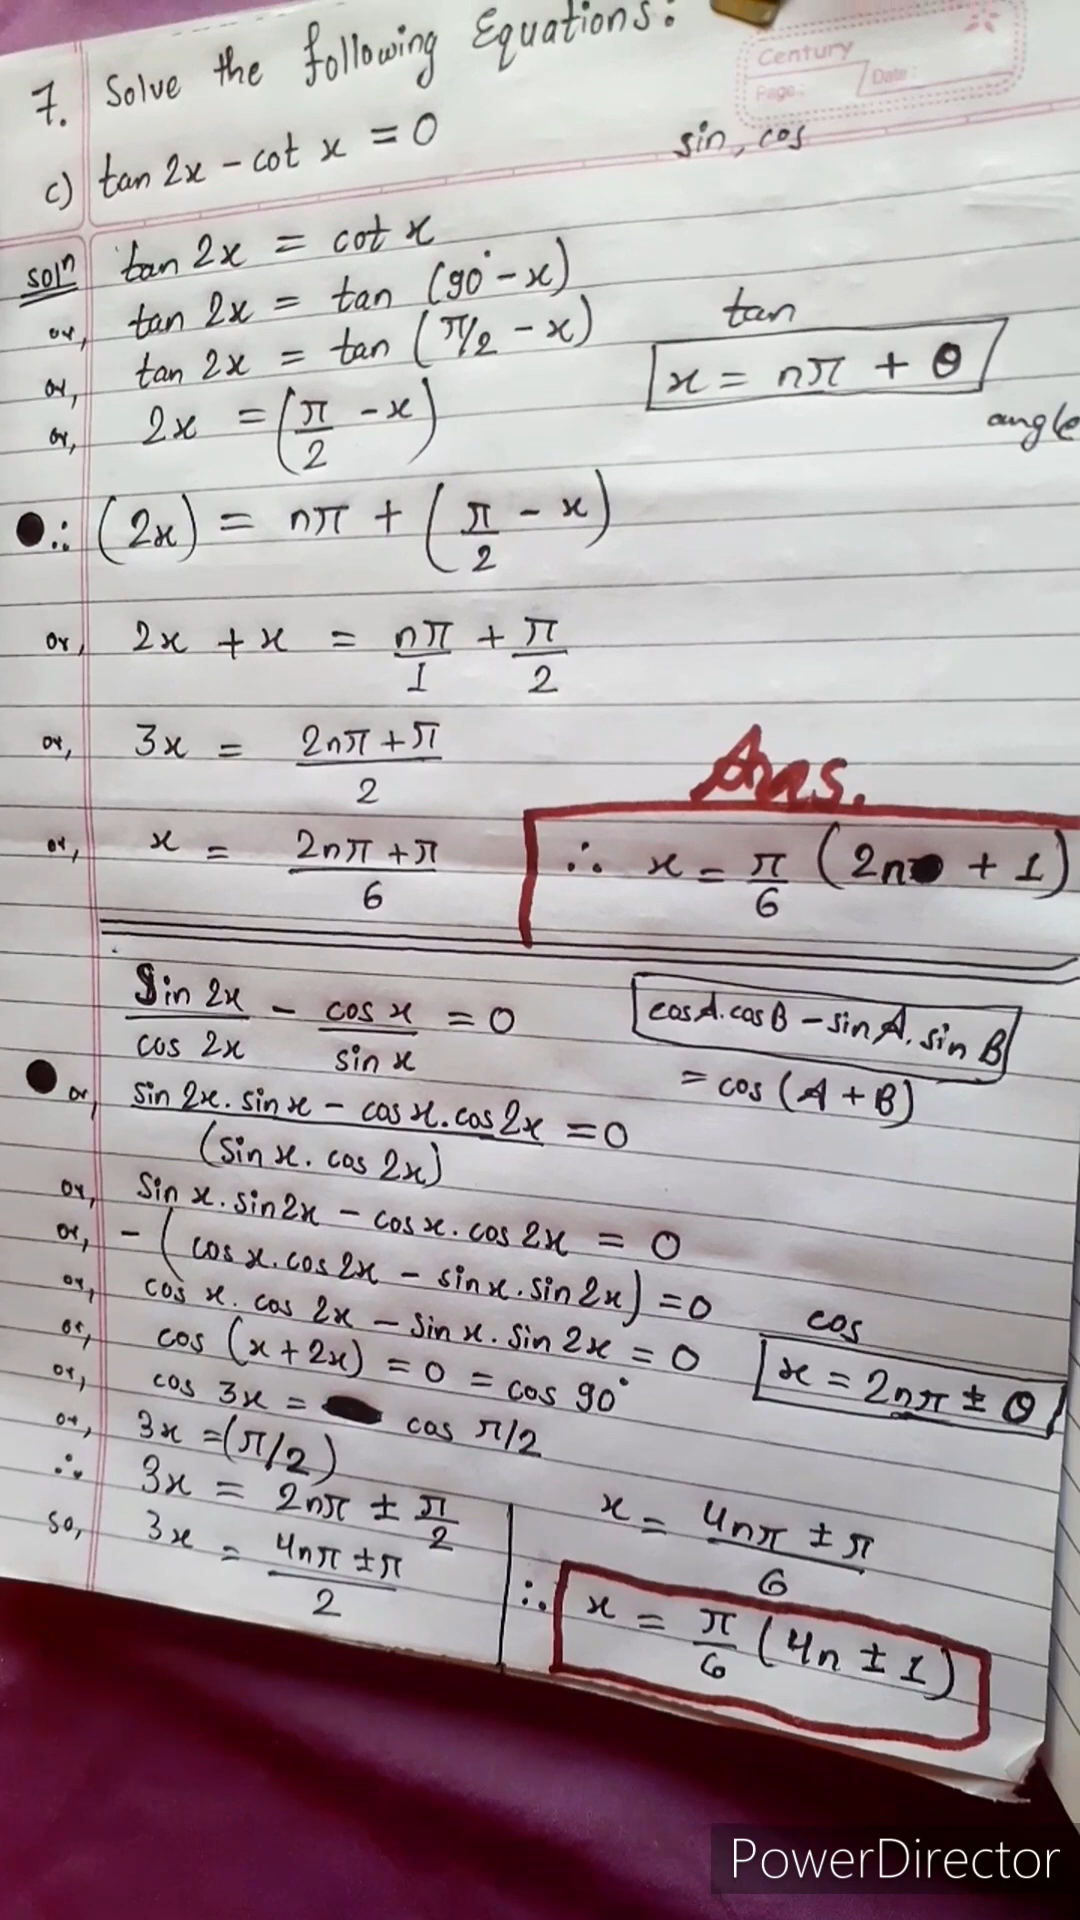 Century
Page:
Date:
7. Solve the following Equations:
c) tan 2x - cot x = 0
sin, cos
solⁿ tan 2x = cot x
or, tan 2x = tan (90° - x)
or, tan 2x = tan (π/2 - x)
or, 2x = (π/2 - x)
tan
x = nπ + θ
angle
∴ (2x) = nπ + (π/2 - x)
or, 2x + x = nπ/1 + π/2
or, 3x = 2nπ + π/2
or, x = 2nπ + π/6
Ans.
∴ x = π/6 (2n + 1)
Sin 2x/cos 2x - cos x/sin x = 0
cosA.cosB - sinA.sinB
= cos (A + B)
or, sin 2x. sin x - cos x. cos 2x/(sin x. cos 2x) = 0
or, Sin x. sin 2x - cos x. cos 2x = 0
or, - (cos x. cos 2x - sin x. sin 2x) = 0
or, cos x. cos 2x - sin x. sin 2x = 0
or, cos (x + 2x) = 0 = cos 90°
or, cos 3x = cos π/2
or, 3x = (π/2)
cos
x = 2nπ ± θ
∴ 3x = 2nπ ± π/2
so, 3x = 4nπ ± π/2
x = 4nπ ± π/6
∴ x = π/6 (4n ± 1)
PowerDirector